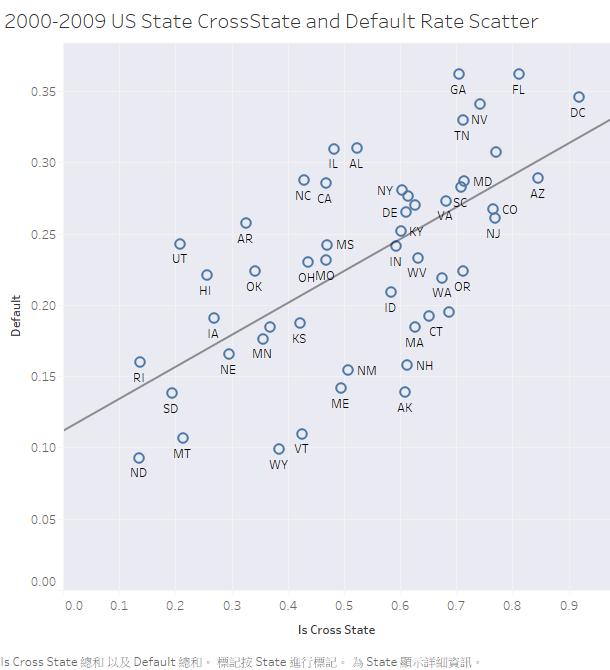 2000-2009 US State CrossState and Default Rate Scatter
0.35
GA
FL
DC
NV
TN
0.30
IL
AL
NC
CA
NY
MD
AZ
SC
DE
VA
CO
0.25
AR
KY
NJ
UT
MS
IN
HI
OK
OH
MO
WV
WA
OR
0.20
ID
IA
KS
MA
CT
MN
0.15
RI
NE
NM
NH
SD
ME
AK
MT
0.10
ND
WY
VT
0.05
0.00
Default
0.0 0.1 0.2 0.3 0.4 0.5 0.6 0.7 0.8 0.9
Is Cross State
Is Cross State 總和 以及 Default 總和。 標記按 State 進行標記。 為 State 顯示詳細資訊。